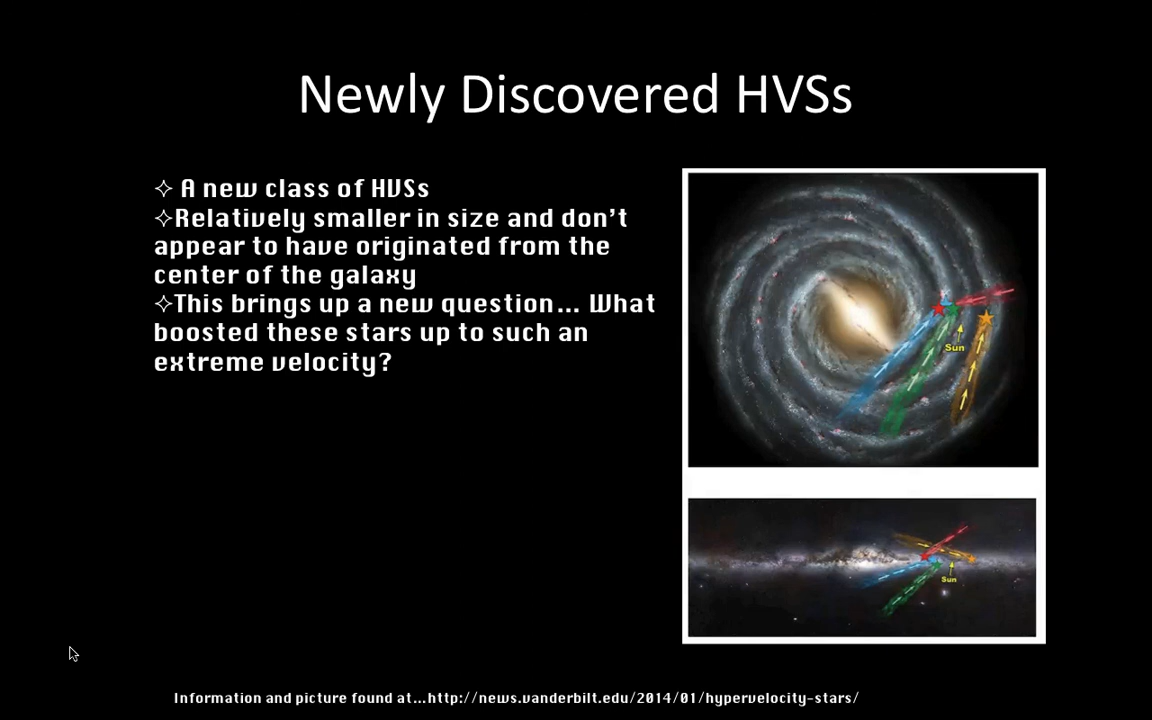 Newly Discovered HVSs
✧ A new class of HVSs
✧Relatively smaller in size and don't
appear to have originated from the
center of the galaxy
✧This brings up a new question... What
boosted these stars up to such an
extreme velocity?
Sun
Sun
Information and picture found at...http://news.vanderbilt.edu/2014/01/hypervelocity-stars/